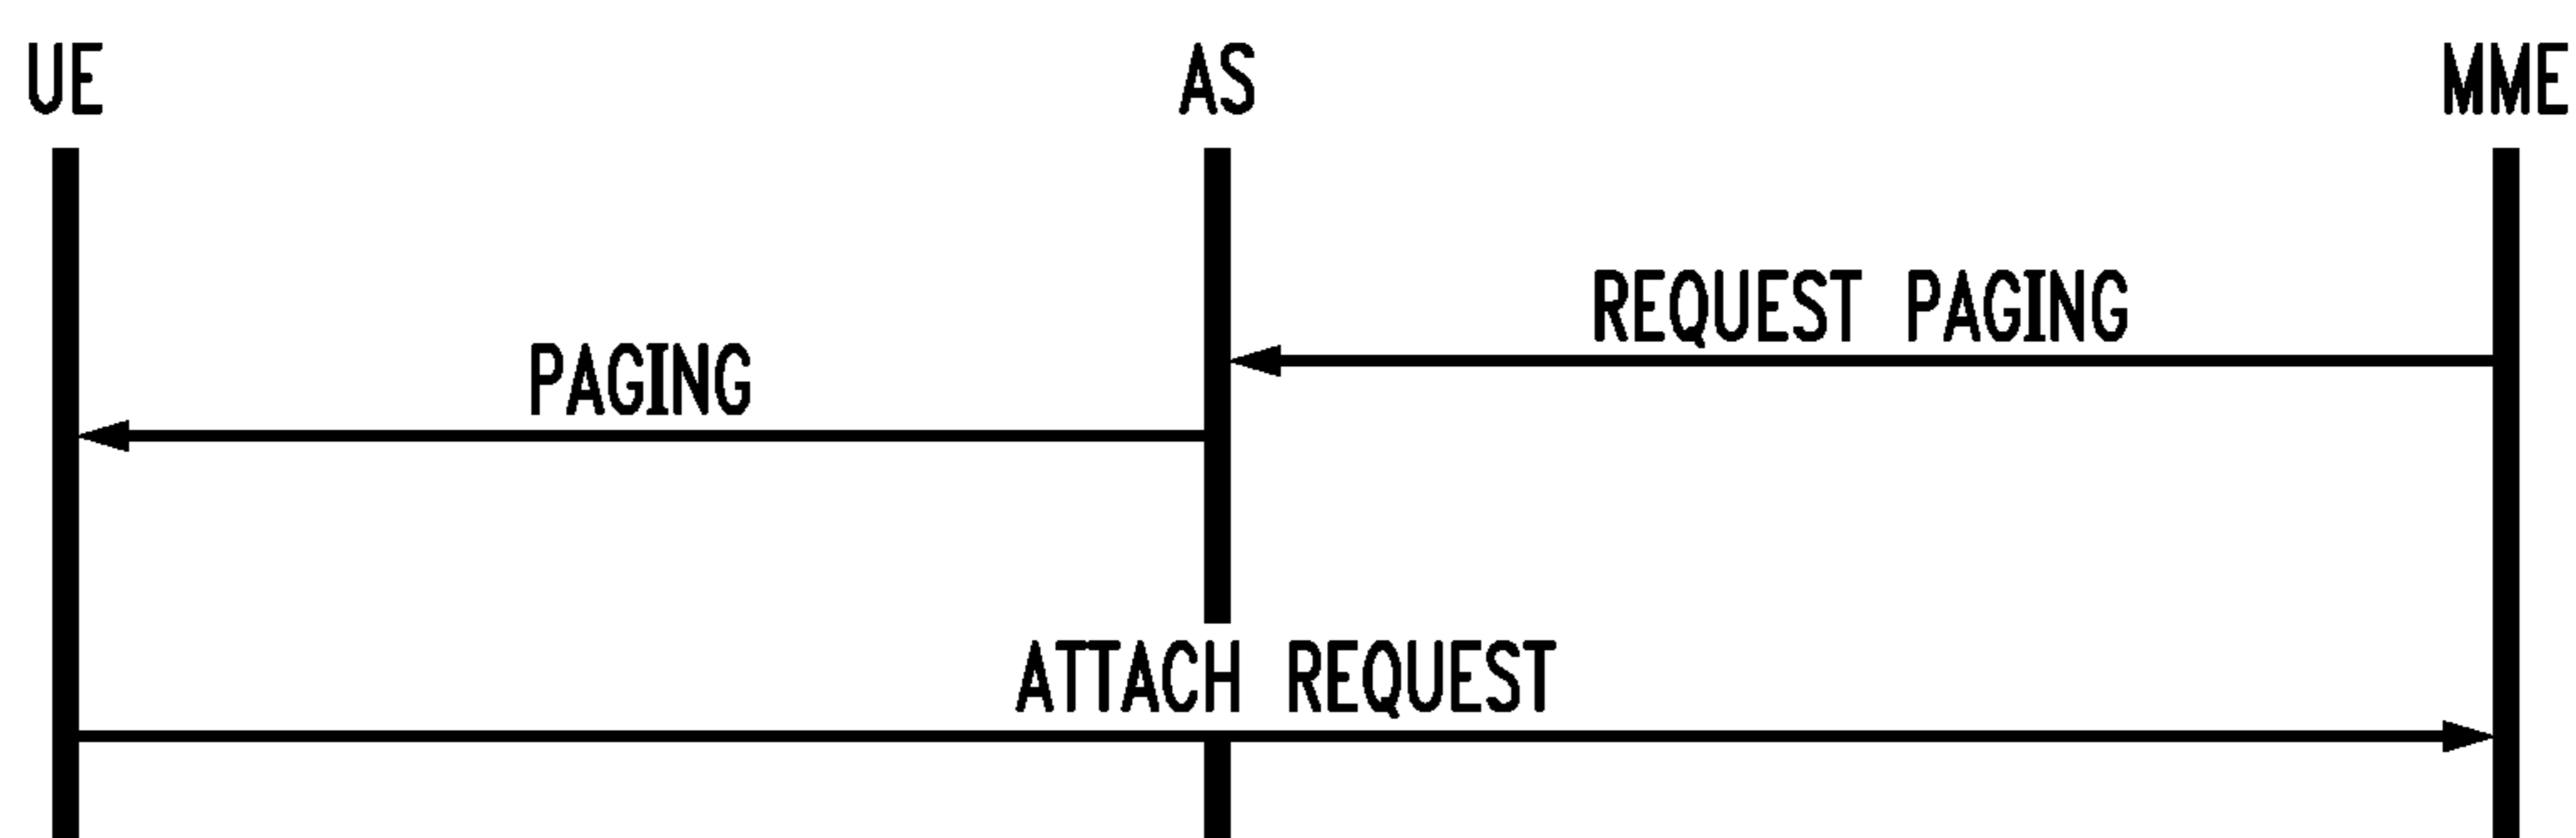 UE AS MME
REQUEST PAGING
PAGING
ATTACH REQUEST